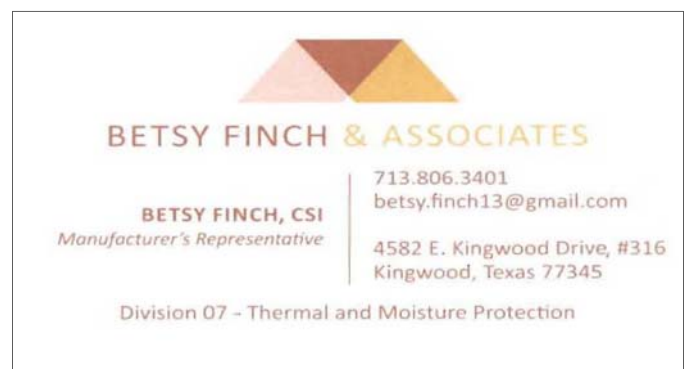 BETSY FINCH & ASSOCIATES
BETSY FINCH, CSI
Manufacturer's Representative
713.806.3401
betsy.finch13@gmail.com
4582 E. Kingwood Drive, #316
Kingwood, Texas 77345
Division 07 - Thermal and Moisture Protection